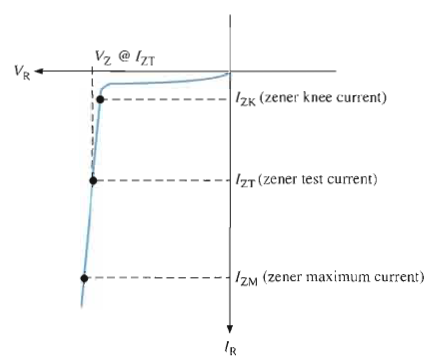 V_Z @ I_ZT
V_R
I_ZK (zener knee current)
I_ZT (zener test current)
I_ZM (zener maximum current)
I_R